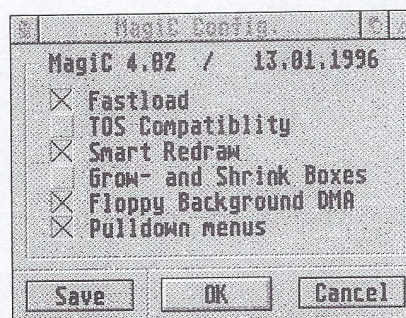 MagiC Config.
MagiC 4.02 / 13.01.1996
Fastload
TOS Compatiblity
Smart Redraw
Grow- and Shrink Boxes
Floppy Background DMA
Pulldown menus
Save OK Cancel